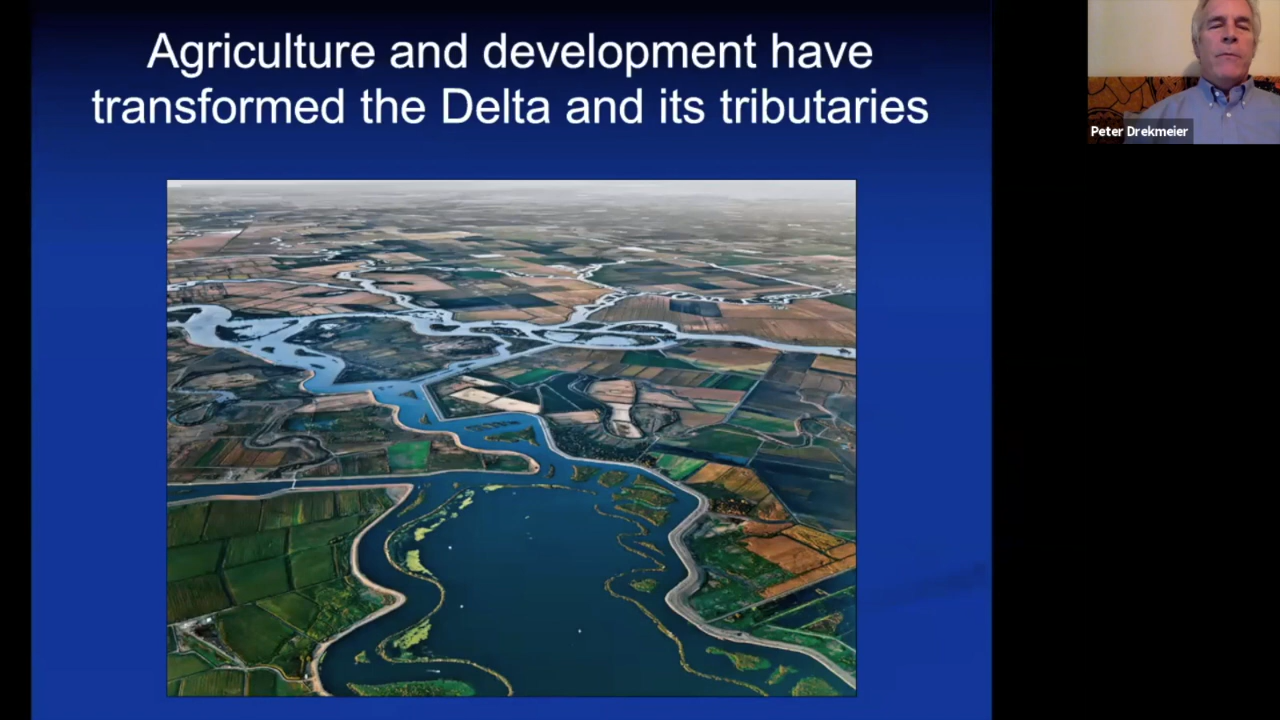 Agriculture and development have
transformed the Delta and its tributaries
Peter Drekmeier